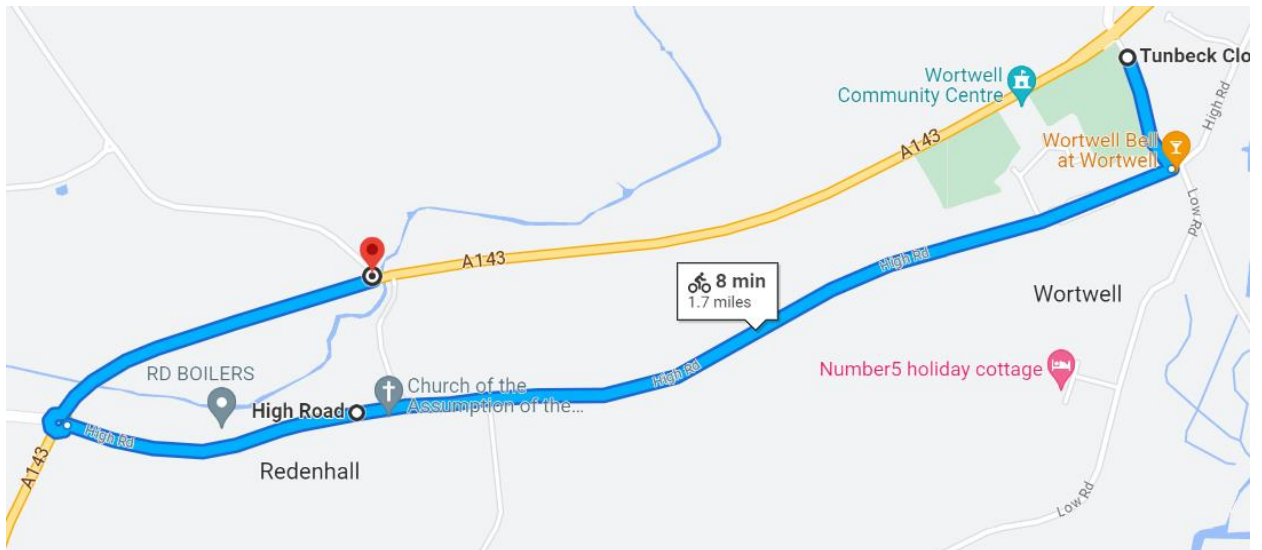 Tunbeck Clo
High Rd
Wortwell
Community Centre
A143
Wortwell Bell
at Wortwell
Low Rd
High Rd
A143
8 min
1.7 miles
Wortwell
Number5 holiday cottage
High Rd
RD BOILERS
Church of the
Assumption of the...
High Road
High Rd
A143
Redenhall
Low Rd